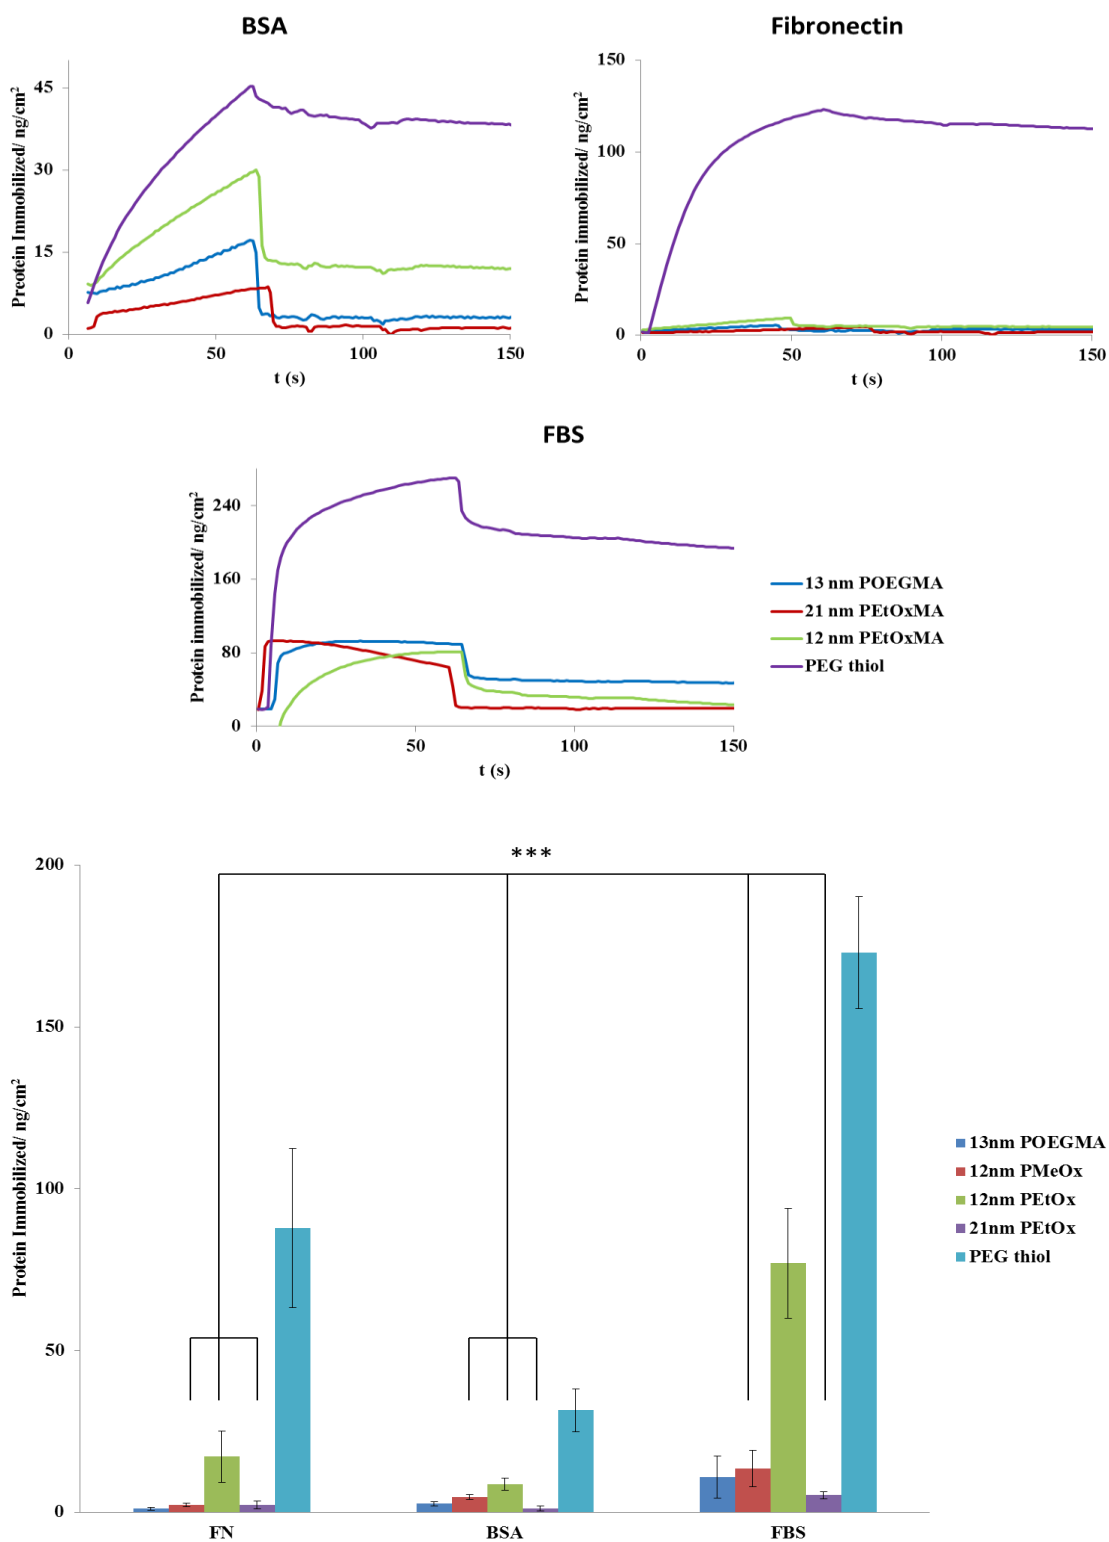 BSA
Preotein Immobilized/ ng/cm²
45
30
15
0
0 50 100 150
t (s)
Fibronectin
Protein immobilized/ ng/cm²
150
100
50
0
0 50 100 150
t (s)
FBS
Protein immobilized/ ng/cm²
240
160
80
0
0 50 100 150
t (s)
13 nm POEGMA
21 nm PEtOxMA
12 nm PEtOxMA
PEG thiol
***
Protein Immobilized/ ng/cm²
200
150
100
50
0
FN BSA FBS
13nm POEGMA
12nm PMeOx
12nm PEtOx
21nm PEtOx
PEG thiol